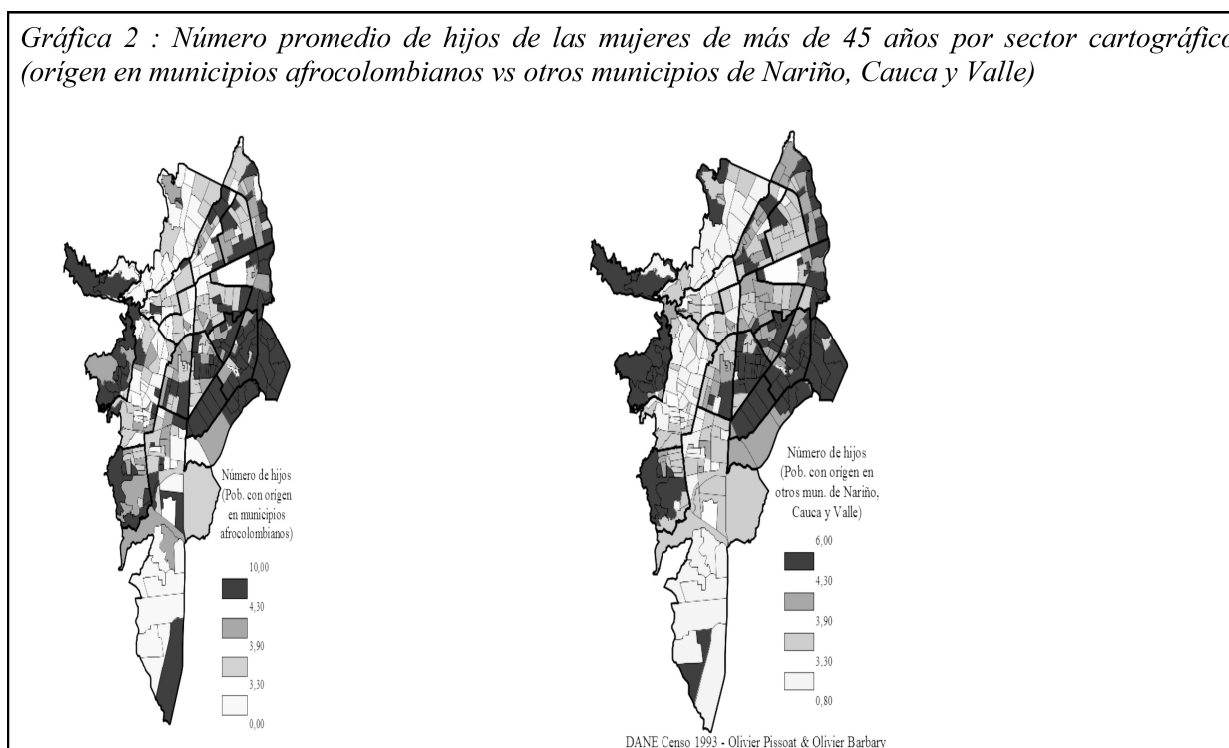 Gráfica 2 : Número promedio de hijos de las mujeres de más de 45 años por sector cartográfico
(orígen en municipios afrocolombianos vs otros municipios de Nariño, Cauca y Valle)
Número de hijos
(Pob. con origen
en municipios
afrocolombianos)
10,00
4,30
3,90
3,30
0,00
Número de hijos
(Pob. con origen en
otros mun. de Nariño,
Cauca y Valle)
6,00
4,30
3,90
3,30
0,80
DANE Censo 1993 - Olivier Pissoat & Olivier Barbary